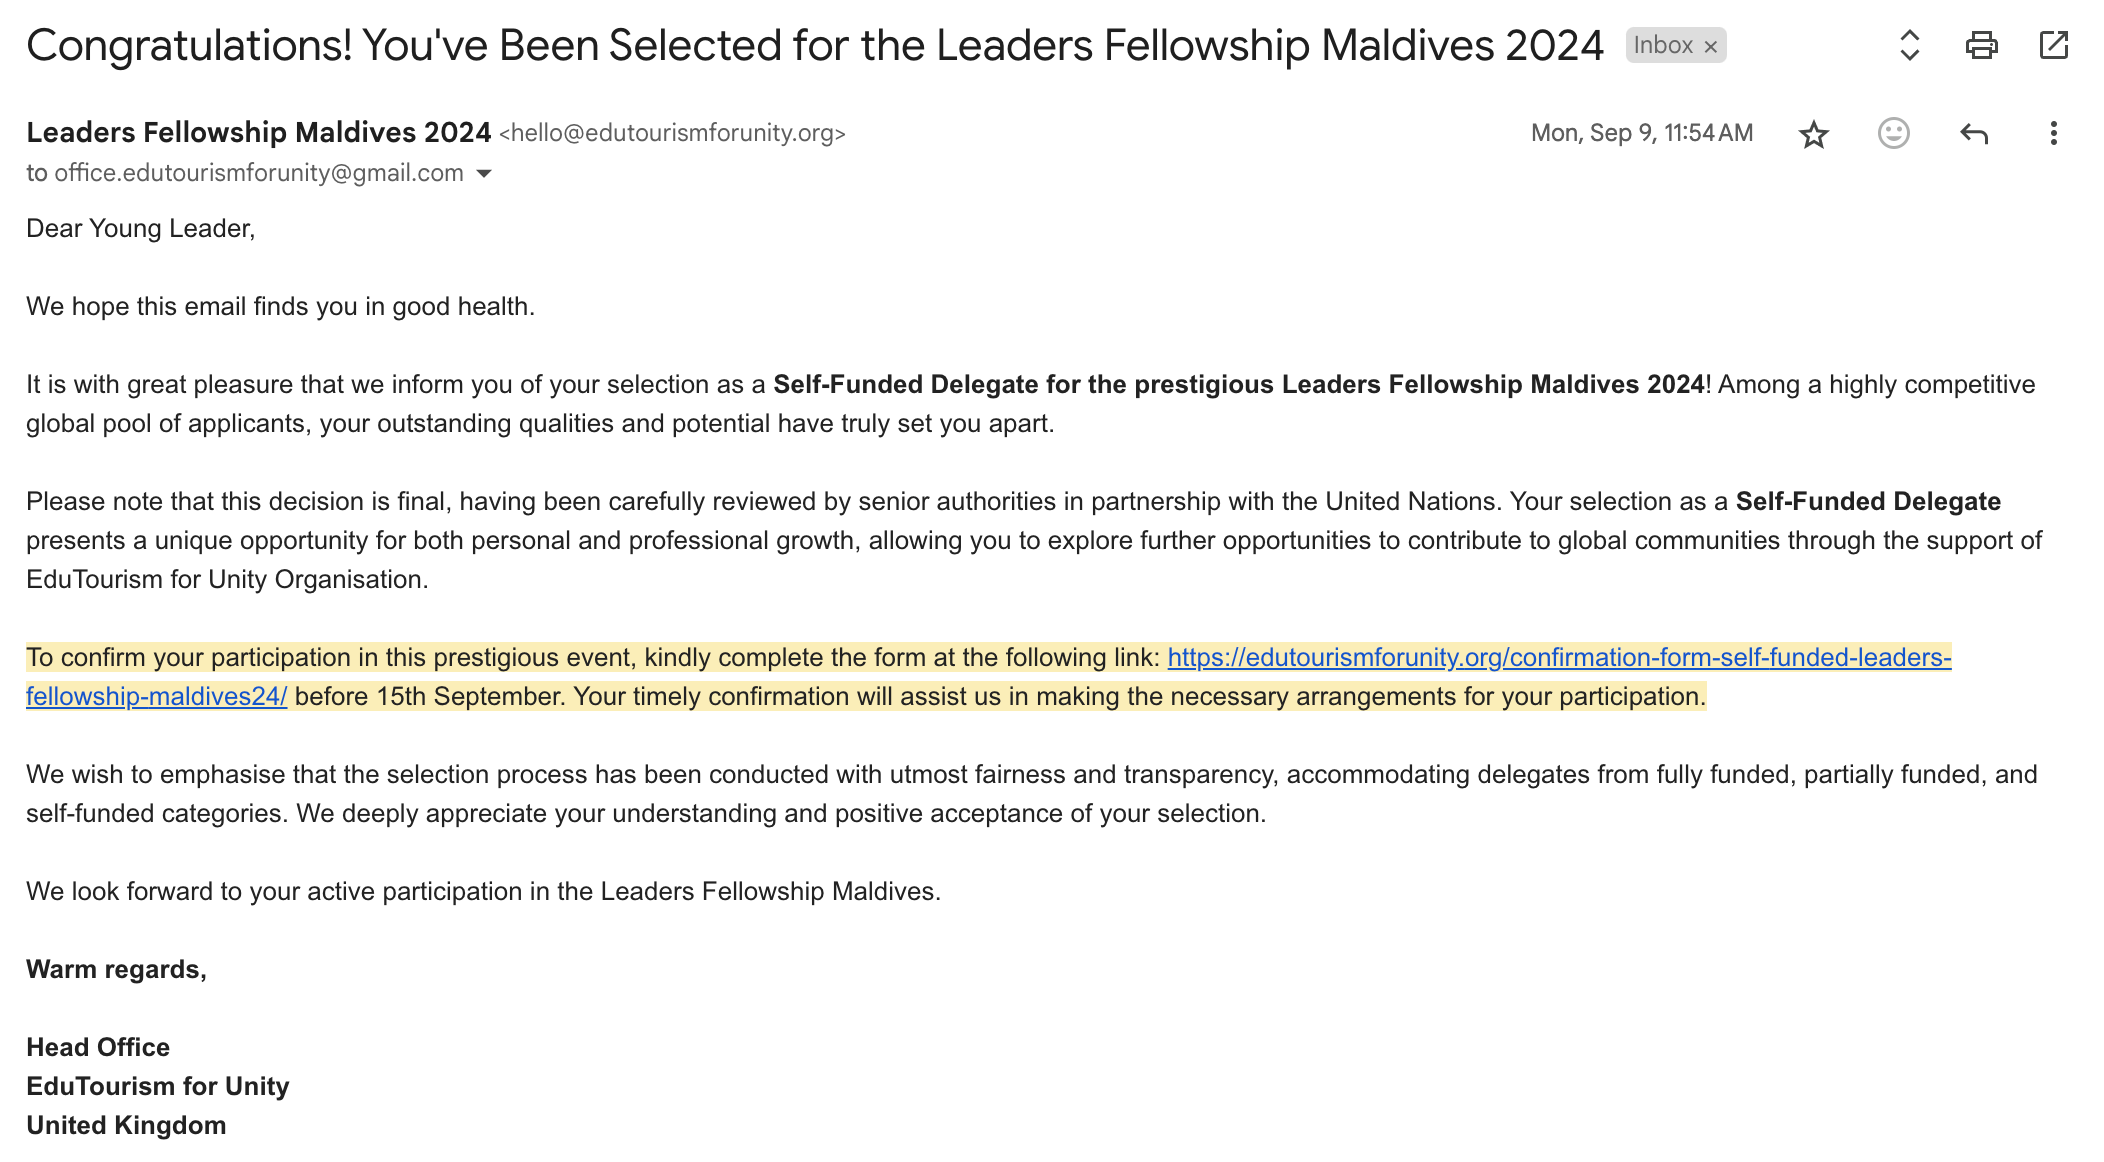 Congratulations! You've Been Selected for the Leaders Fellowship Maldives 2024 Inbox ×
Leaders Fellowship Maldives 2024 <hello@edutourismforunity.org> Mon, Sep 9, 11:54 AM
to office.edutourismforunity@gmail.com
Dear Young Leader,
We hope this email finds you in good health.
It is with great pleasure that we inform you of your selection as a Self-Funded Delegate for the prestigious Leaders Fellowship Maldives 2024! Among a highly competitive
global pool of applicants, your outstanding qualities and potential have truly set you apart.
Please note that this decision is final, having been carefully reviewed by senior authorities in partnership with the United Nations. Your selection as a Self-Funded Delegate
presents a unique opportunity for both personal and professional growth, allowing you to explore further opportunities to contribute to global communities through the support of
EduTourism for Unity Organisation.
To confirm your participation in this prestigious event, kindly complete the form at the following link: https://edutourismforunity.org/confirmation-form-self-funded-leaders-
fellowship-maldives24/ before 15th September. Your timely confirmation will assist us in making the necessary arrangements for your participation.
We wish to emphasise that the selection process has been conducted with utmost fairness and transparency, accommodating delegates from fully funded, partially funded, and
self-funded categories. We deeply appreciate your understanding and positive acceptance of your selection.
We look forward to your active participation in the Leaders Fellowship Maldives.
Warm regards,
Head Office
EduTourism for Unity
United Kingdom